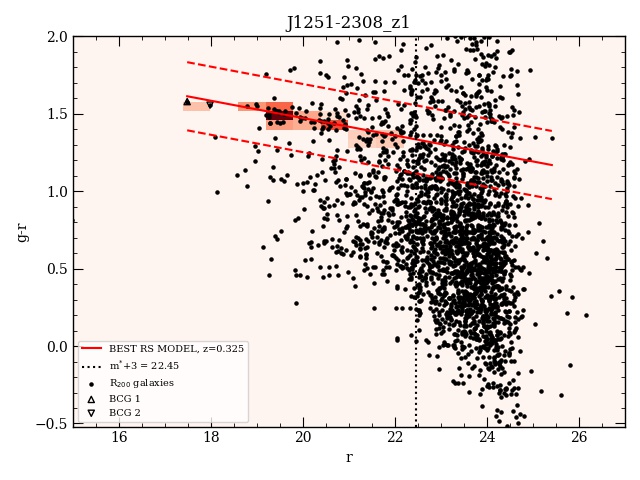 J1251-2308_z1
2.0
1.5
1.0
0.5
0.0
−0.5
g-r
BEST RS MODEL, z=0.325
m*+3 = 22.45
R200 galaxies
BCG 1
BCG 2
16 18 20 22 24 26
r